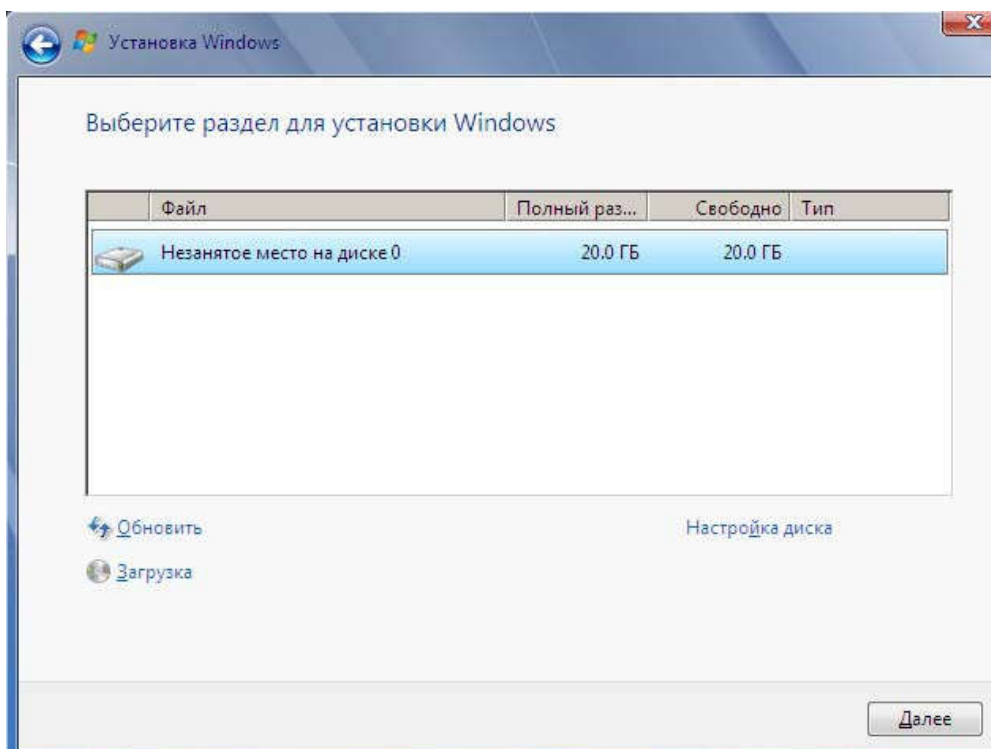 Установка Windows
Выберите раздел для установки Windows
Файл Полный раз... Свободно Тип
Незанятое место на диске 0 20.0 ГБ 20.0 ГБ
Обновить Настройка диска
Загрузка
Далее